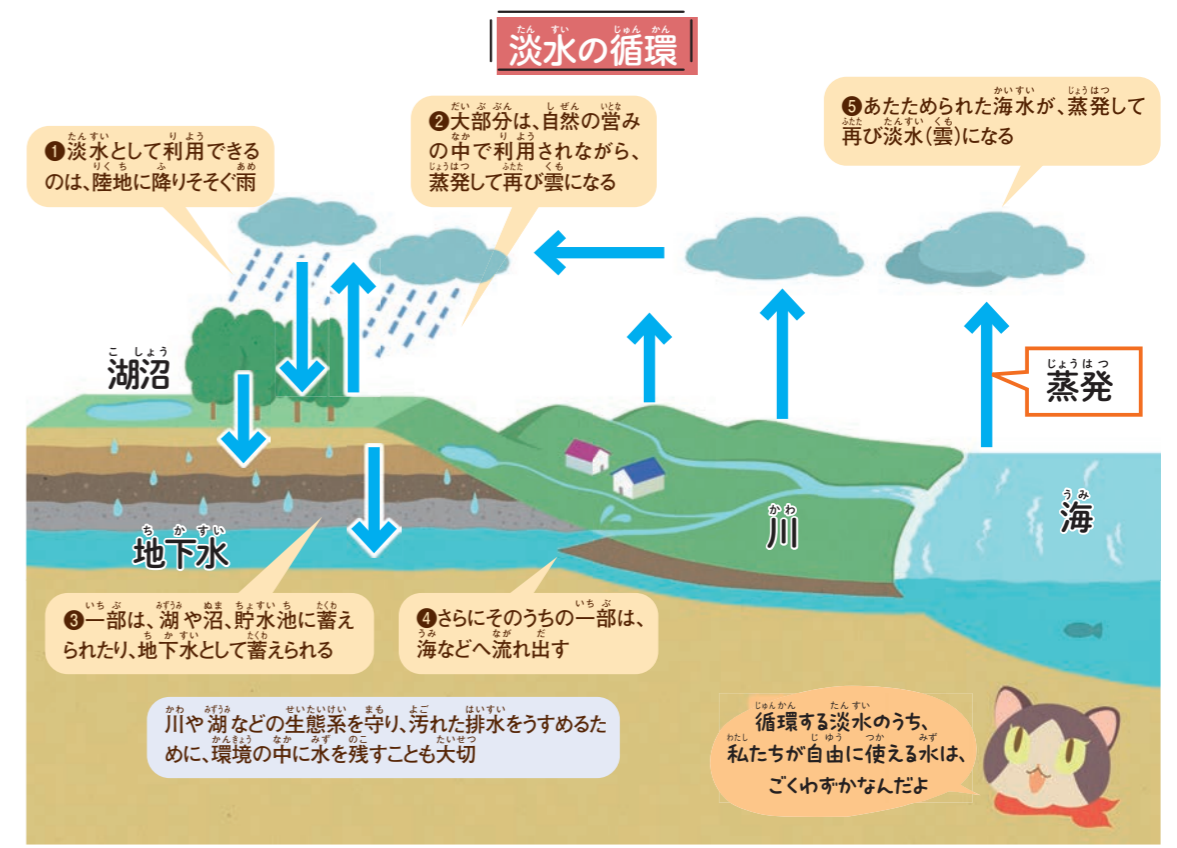 淡水の循環
❶淡水として利用できる
のは、陸地に降りそそぐ雨
❷大部分は、自然の営み
の中で利用されながら、
蒸発して再び雲になる
❺あたためられた海水が、蒸発して
再び淡水(雲)になる
湖沼
蒸発
地下水
川
海
❸一部は、湖や沼、貯水池に蓄え
られたり、地下水として蓄えられる
❹さらにそのうちの一部は、
海などへ流れ出す
川や湖などの生態系を守り、汚れた排水をうすめるた
めに、環境の中に水を残すことも大切
循環する淡水のうち、
私たちが自由に使える水は、
ごくわずかなんだよ